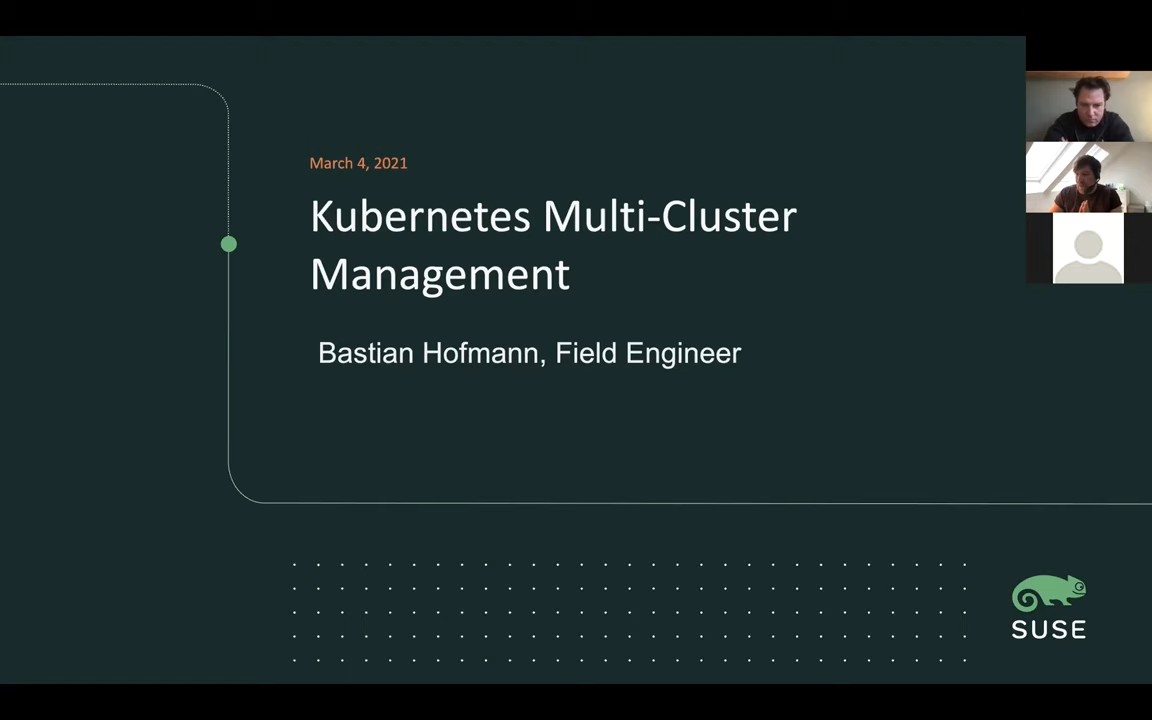 March 4, 2021
Kubernetes Multi-Cluster
Management
Bastian Hofmann, Field Engineer
SUSE